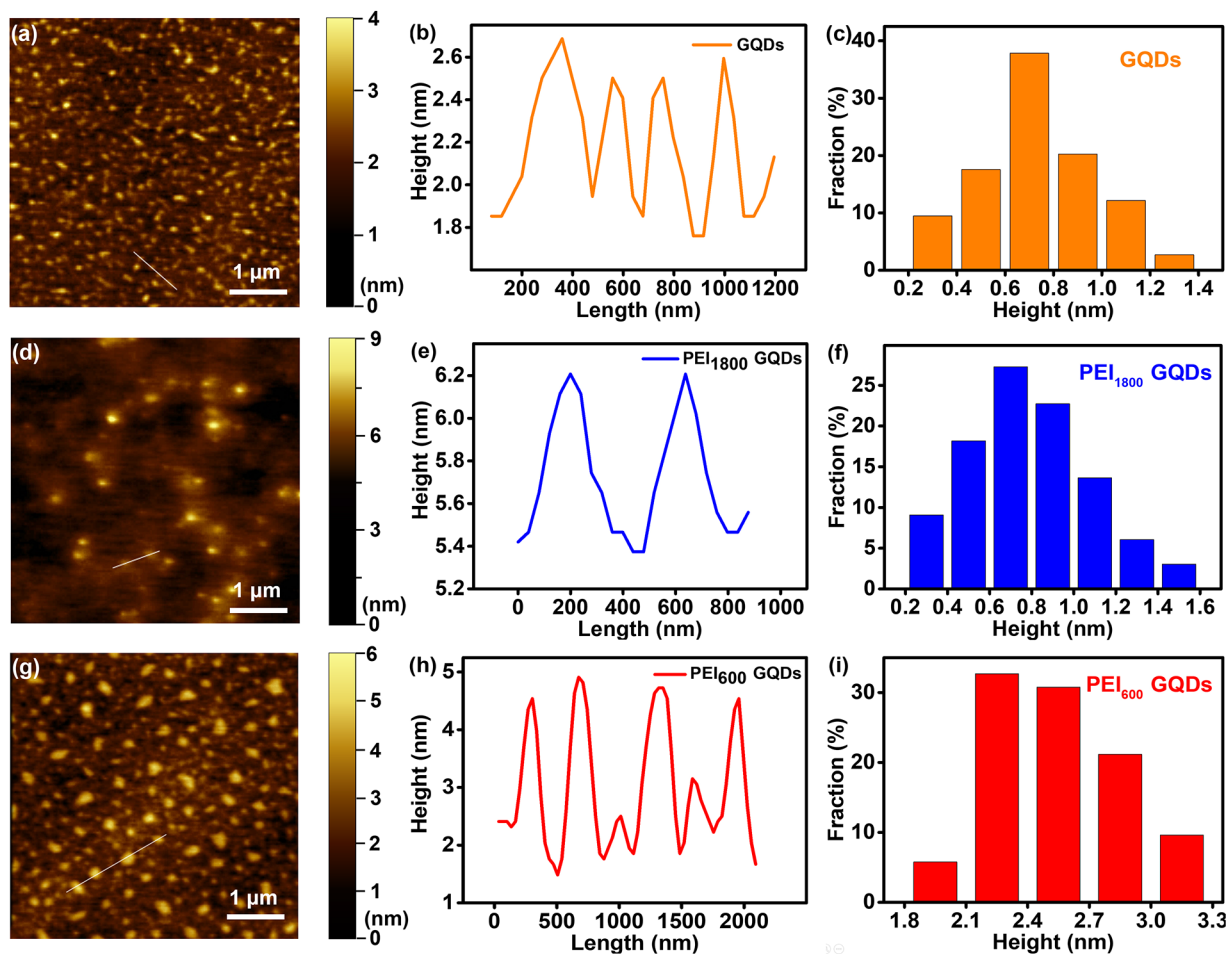 (a)
1 µm
4
3
2
1
0
(nm)
(b)
GQDs
Height (nm)
2.6
2.4
2.2
2.0
1.8
200 400 600 800 1000 1200
Length (nm)
(c)
GQDs
Fraction (%)
40
30
20
10
0
0.2 0.4 0.6 0.8 1.0 1.2 1.4
Height (nm)
(d)
1 µm
9
6
3
0
(nm)
(e)
PEI1800 GQDs
Height (nm)
6.2
6.0
5.8
5.6
5.4
5.2
0 200 400 600 800 1000
Length (nm)
(f)
PEI1800 GQDs
Fraction (%)
25
20
15
10
5
0
0.2 0.4 0.6 0.8 1.0 1.2 1.4 1.6
Height (nm)
(g)
1 µm
6
5
4
3
2
1
0
(nm)
(h)
PEI600 GQDs
Height (nm)
5
4
3
2
1
0 500 1000 1500 2000
Length (nm)
(i)
PEI600 GQDs
Fraction (%)
30
20
10
0
1.8 2.1 2.4 2.7 3.0 3.3
Height (nm)